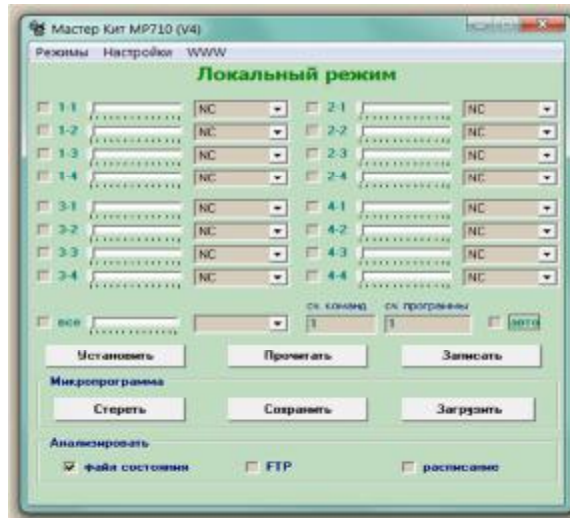 Мастер Кит MP710 (V4)
Режимы Настройки WWW
Локальный режим
1-1 NC 2-1 NC
1-2 NC 2-2 NC
1-3 NC 2-3 NC
1-4 NC 2-4 NC
3-1 NC 4-1 NC
3-2 NC 4-2 NC
3-3 NC 4-3 NC
3-4 NC 4-4 NC
ск. команд ск. программы
все 1 1 авто
Установить Прочитать Записать
Микропрограмма
Стереть Сохранить Загрузить
Анализировать
файл состояния FTP расписание